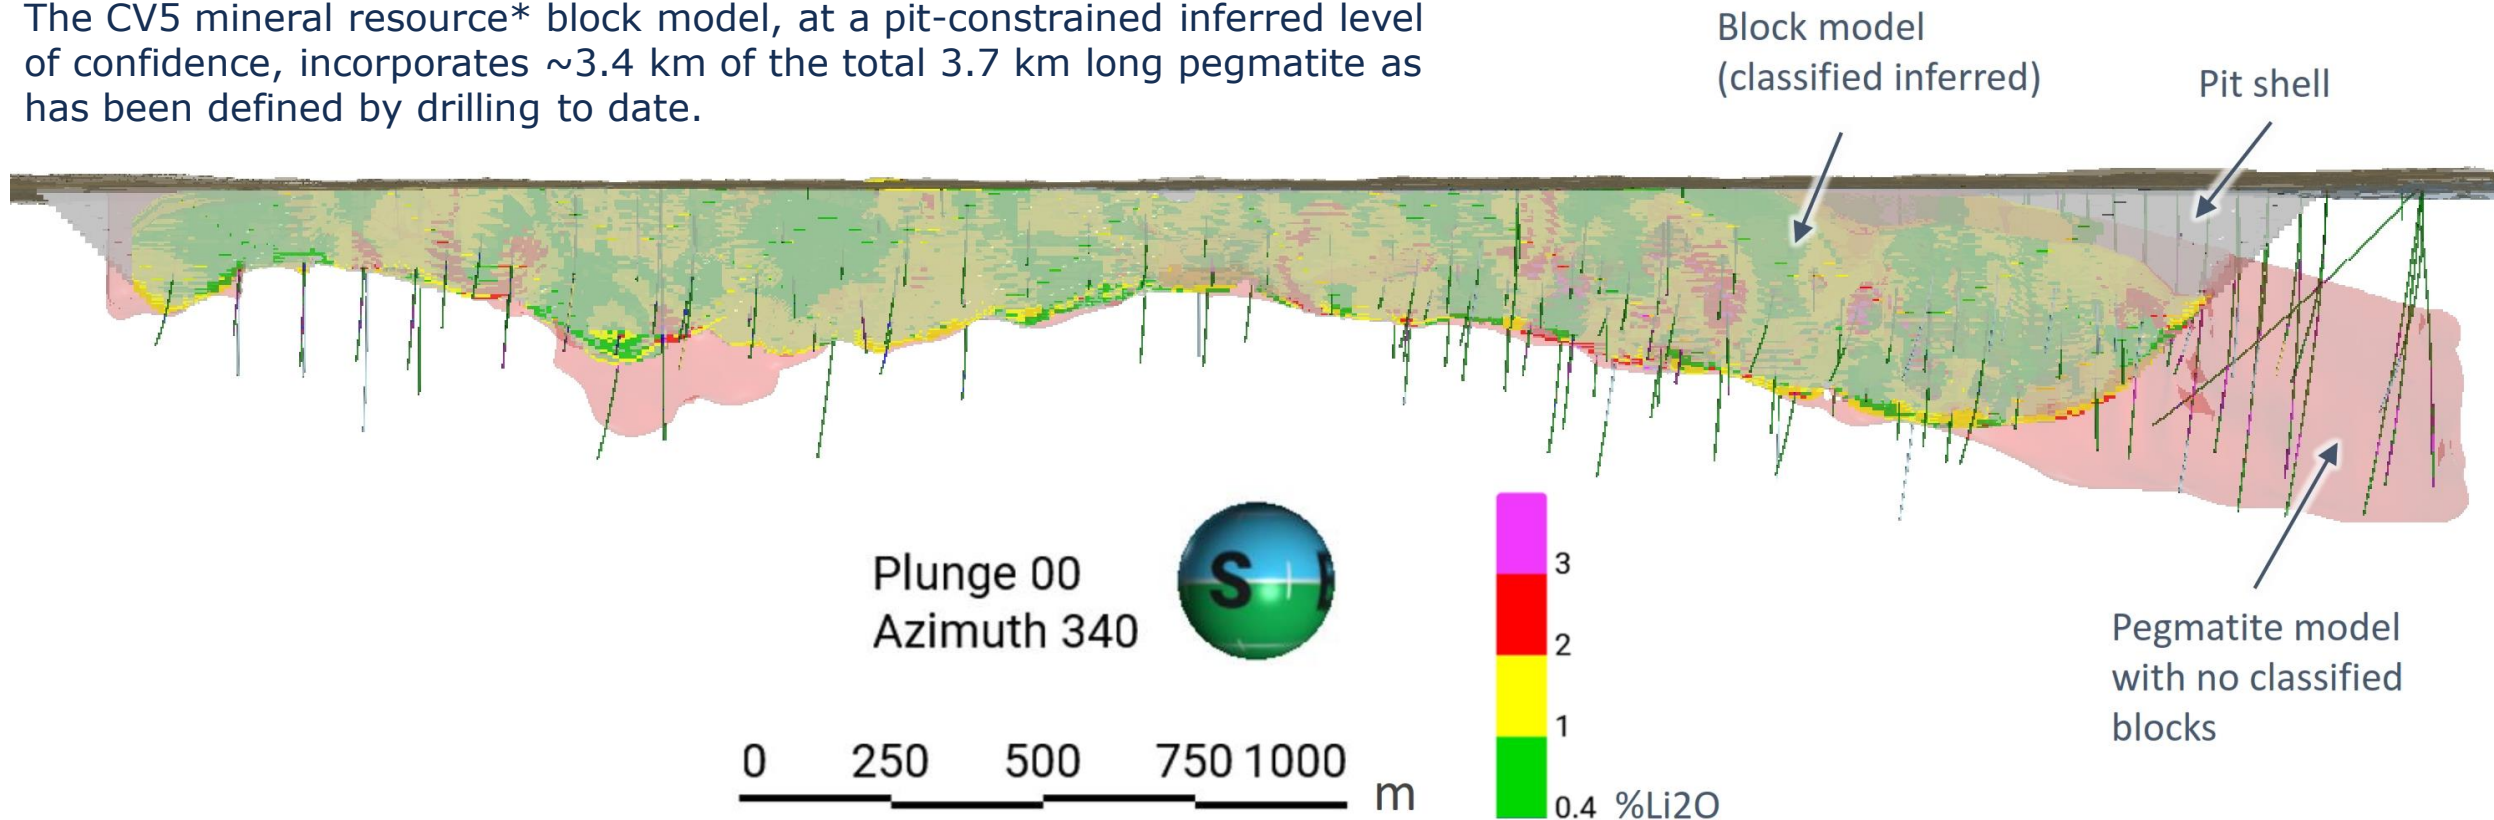 The CV5 mineral resource* block model, at a pit-constrained inferred level
of confidence, incorporates ~3.4 km of the total 3.7 km long pegmatite as
has been defined by drilling to date.
Block model
(classified inferred)
Pit shell
Plunge 00
Azimuth 340
S
3
2
1
0.4 %Li2O
0 250 500 750 1000
m
Pegmatite model
with no classified
blocks